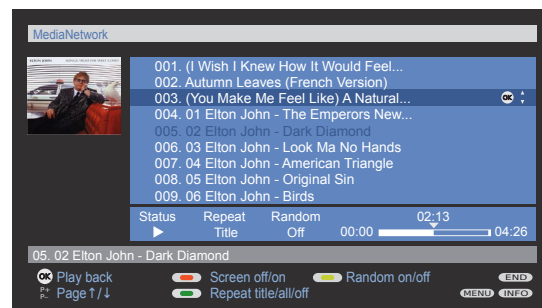 MediaNetwork
001. (I Wish I Knew How It Would Feel...
002. Autumn Leaves (French Version)
003. (You Make Me Feel Like) A Natural...
OK
004. 01 Elton John - The Emperors New...
005. 02 Elton John - Dark Diamond
006. 03 Elton John - Look Ma No Hands
007. 04 Elton John - American Triangle
008. 05 Elton John - Original Sin
009. 06 Elton John - Birds
Status Repeat Random 02:13
Title Off 00:00 04:26
05. 02 Elton John - Dark Diamond
OK Play back Screen off/on Random on/off END
P+ P- Page↑/↓ Repeat title/all/off MENU INFO